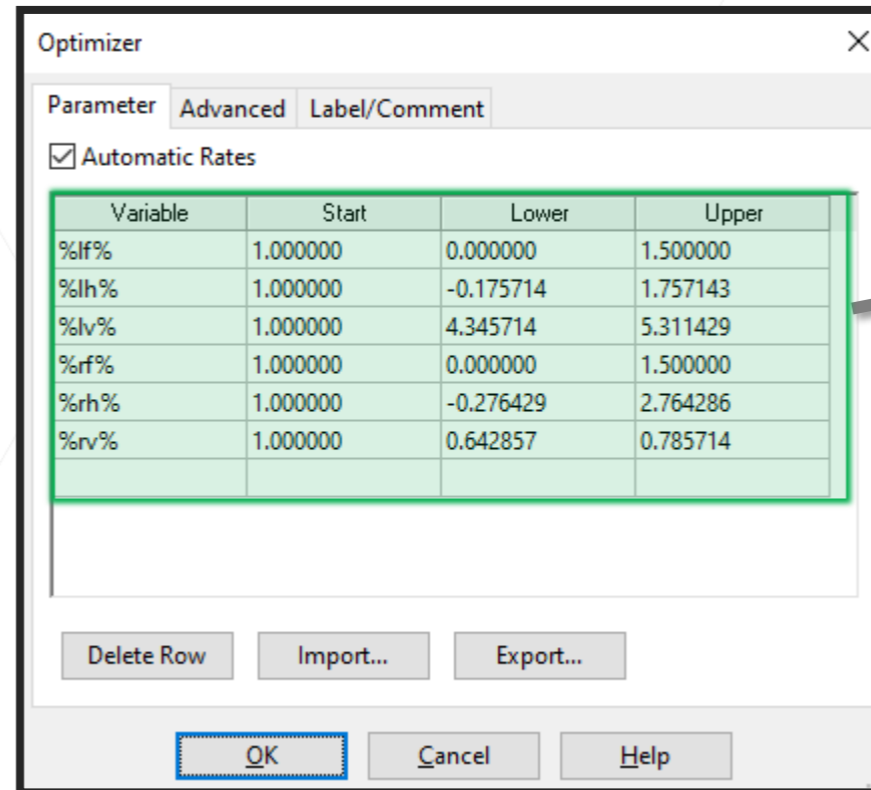 Optimizer
Parameter Advanced Label/Comment
Automatic Rates
Variable Start Lower Upper
%lf% 1.000000 0.000000 1.500000
%lh% 1.000000 -0.175714 1.757143
%lv% 1.000000 4.345714 5.311429
%rf% 1.000000 0.000000 1.500000
%rh% 1.000000 -0.276429 2.764286
%rv% 1.000000 0.642857 0.785714
Delete Row Import... Export...
OK Cancel Help